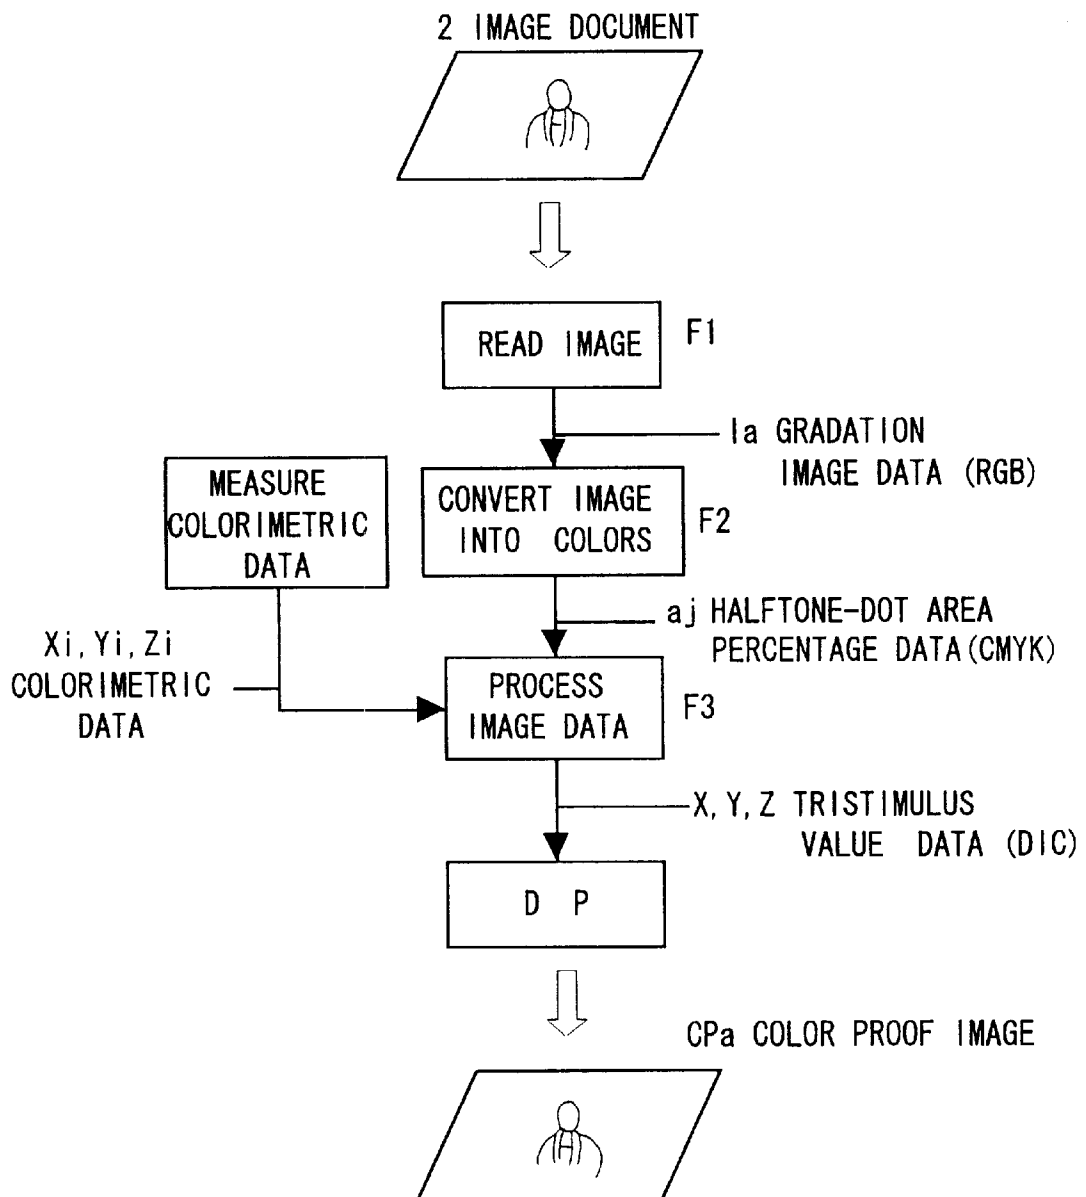 2 IMAGE DOCUMENT
READ IMAGE
F1
Ia GRADATION
IMAGE DATA (RGB)
MEASURE
COLORIMETRIC
DATA
CONVERT IMAGE
INTO COLORS
F2
aj HALFTONE-DOT AREA
PERCENTAGE DATA (CMYK)
Xi, Yi, Zi
COLORIMETRIC
DATA
PROCESS
IMAGE DATA
F3
X, Y, Z TRISTIMULUS
VALUE DATA (DIC)
D P
CPa COLOR PROOF IMAGE